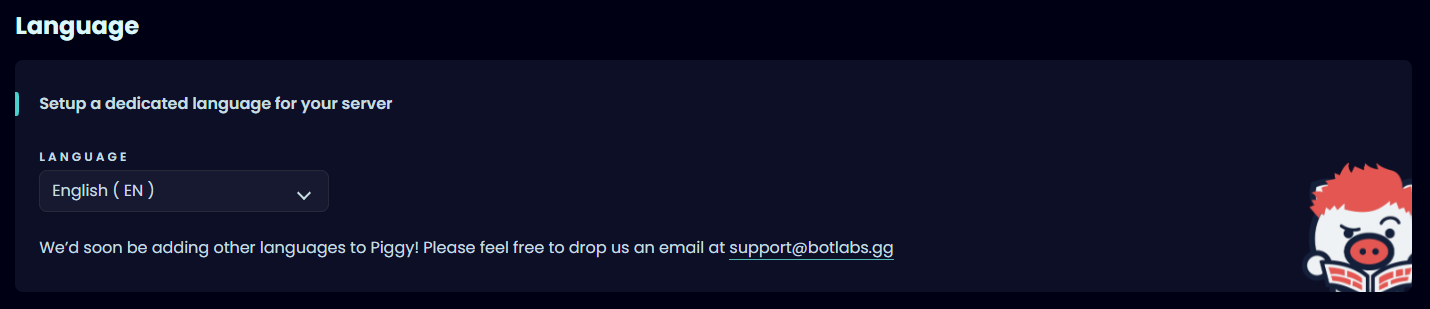 Language
Setup a dedicated language for your server
LANGUAGE
English ( EN )
We’d soon be adding other languages to Piggy! Please feel free to drop us an email at support@botlabs.gg